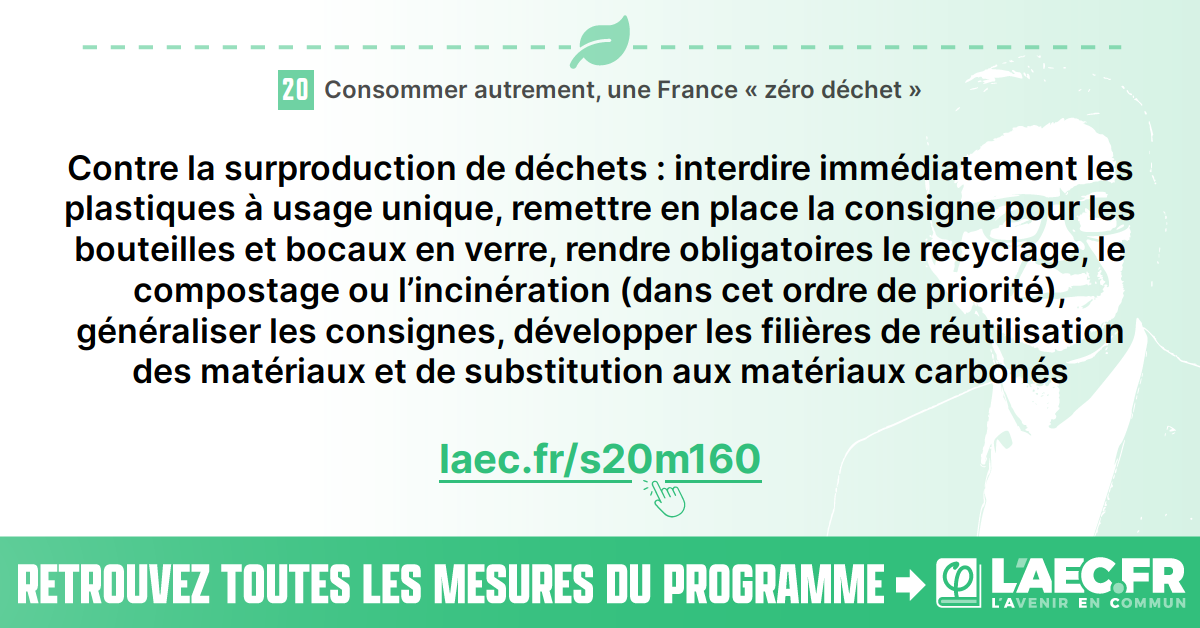 20 Consommer autrement, une France « zéro déchet »
Contre la surproduction de déchets : interdire immédiatement les
plastiques à usage unique, remettre en place la consigne pour les
bouteilles et bocaux en verre, rendre obligatoires le recyclage, le
compostage ou l’incinération (dans cet ordre de priorité),
généraliser les consignes, développer les filières de réutilisation
des matériaux et de substitution aux matériaux carbonés
laec.fr/s20m160
RETROUVEZ TOUTES LES MESURES DU PROGRAMME
φ L'AEC.FR
L'AVENIR EN COMMUN